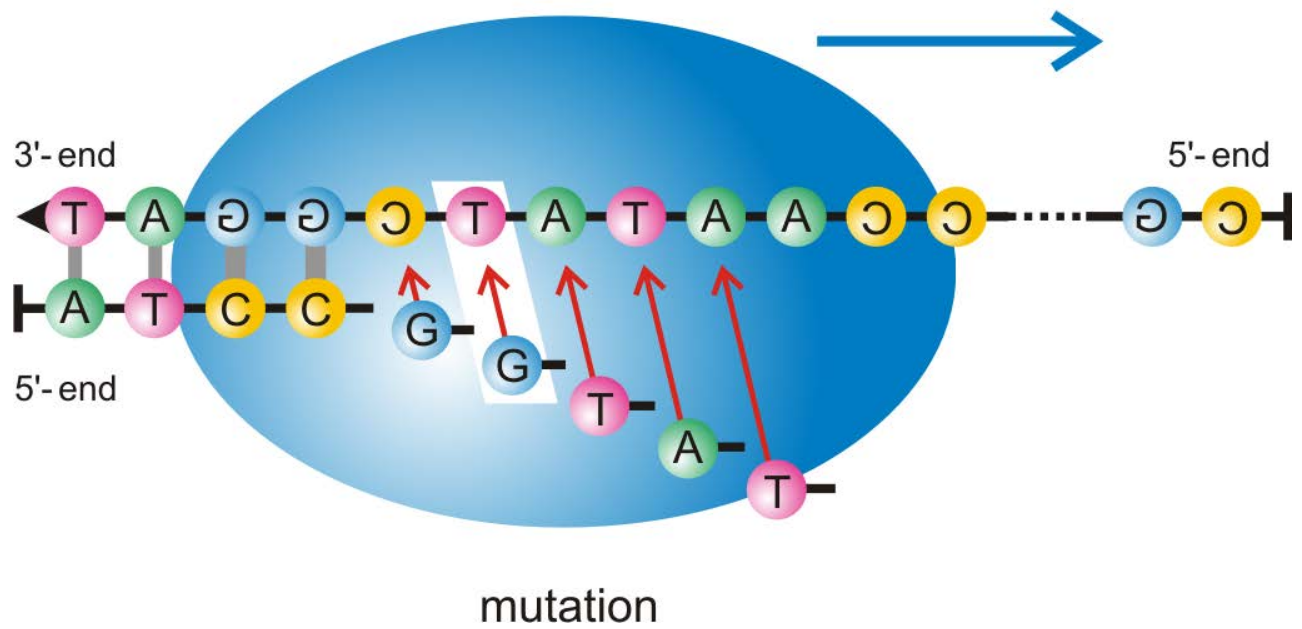 3'-end
5'-end
T A G G C T A T A A C C G C
A T C C
G
G
T
A
T
5'-end
mutation